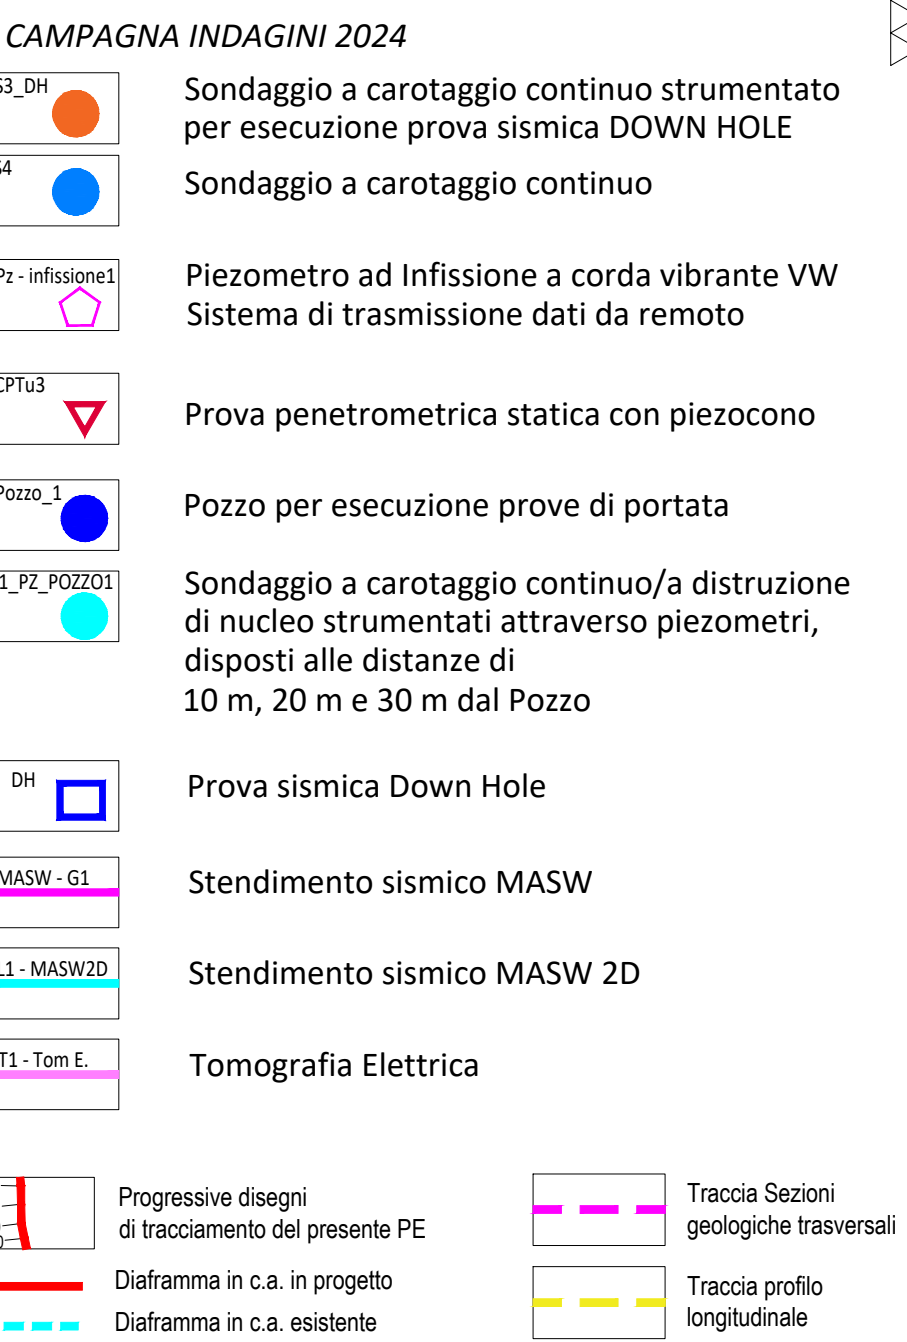 CAMPAGNA INDAGINI 2024
S3_DH
Sondaggio a carotaggio continuo strumentato
per esecuzione prova sismica DOWN HOLE
S4
Sondaggio a carotaggio continuo
Pz - infissione1
Piezometro ad Infissione a corda vibrante VW
Sistema di trasmissione dati da remoto
CPTu3
Prova penetrometrica statica con piezocono
Pozzo_1
Pozzo per esecuzione prove di portata
1_PZ_POZZO1
Sondaggio a carotaggio continuo/a distruzione
di nucleo strumentati attraverso piezometri,
disposti alle distanze di
10 m, 20 m e 30 m dal Pozzo
DH
Prova sismica Down Hole
MASW - G1
Stendimento sismico MASW
L1 - MASW2D
Stendimento sismico MASW 2D
T1 - Tom E.
Tomografia Elettrica
Progressive disegni
di tracciamento del presente PE
Diaframma in c.a. in progetto
Diaframma in c.a. esistente
Traccia Sezioni
geologiche trasversali
Traccia profilo
longitudinale